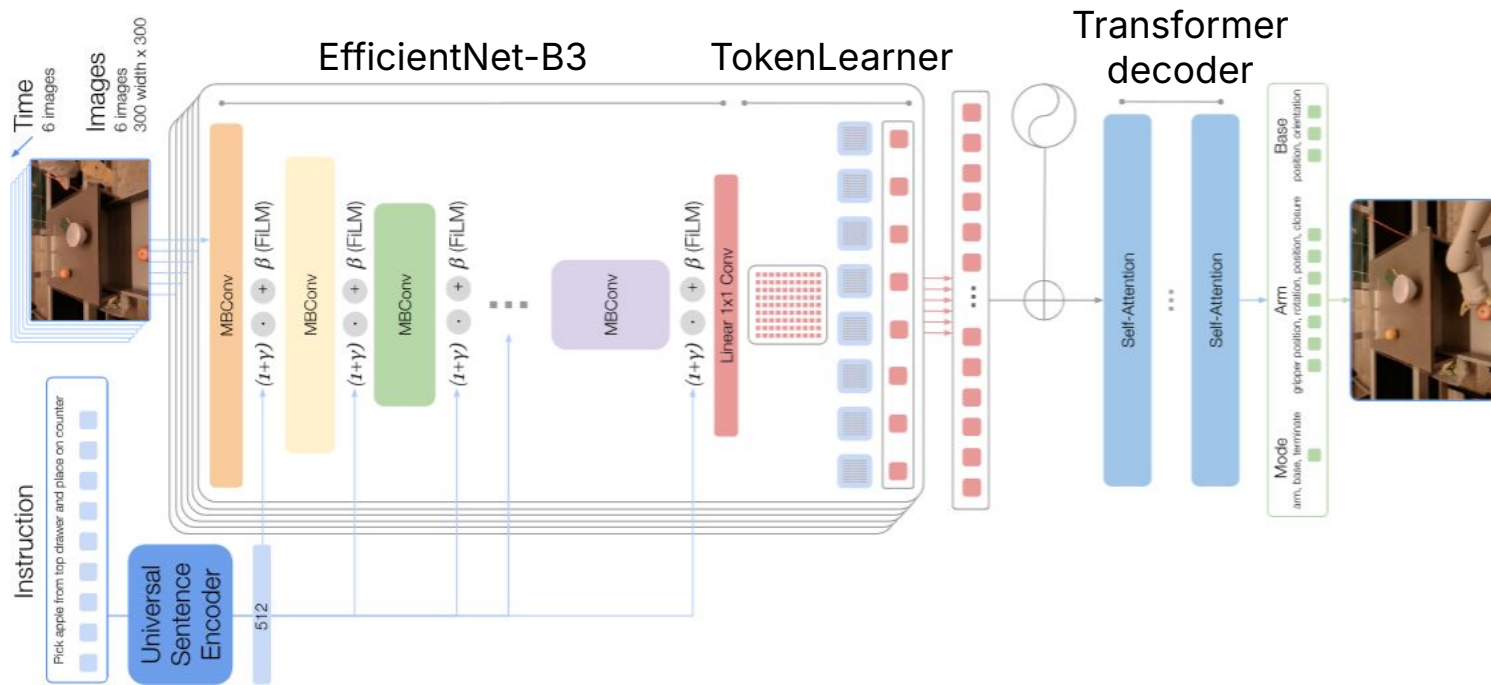 EfficientNet-B3
TokenLearner
Transformer
decoder
Instruction
Pick apple from top drawer and place on counter
Universal
Sentence
Encoder
512
Time
6 images
Images
6 images
300 width x 300
MBConv
(1+γ) · + β (FiLM)
MBConv
(1+γ) · + β (FiLM)
MBConv
(1+γ) · + β (FiLM)
MBConv
(1+γ) · + β (FiLM)
Linear 1x1 Conv
+
Self-Attention
Self-Attention
Mode
arm, base, terminate
Arm
gripper position, rotation, position, closure
Base
position, orientation